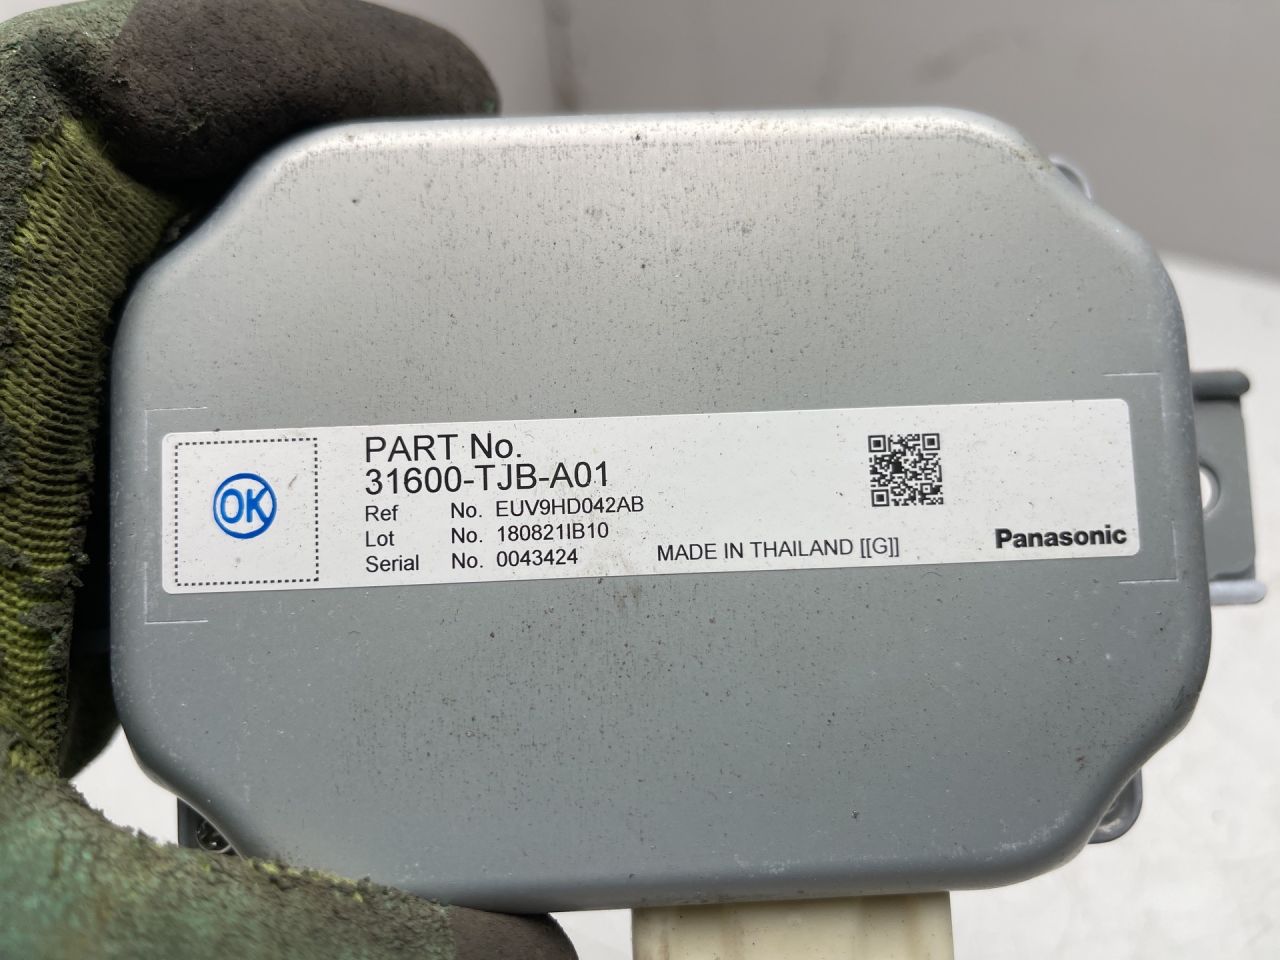 OK
PART No.
31600-TJB-A01
Ref No. EUV9HD042AB
Lot No. 180821IB10
Serial No. 0043424
MADE IN THAILAND [[G]]
Panasonic